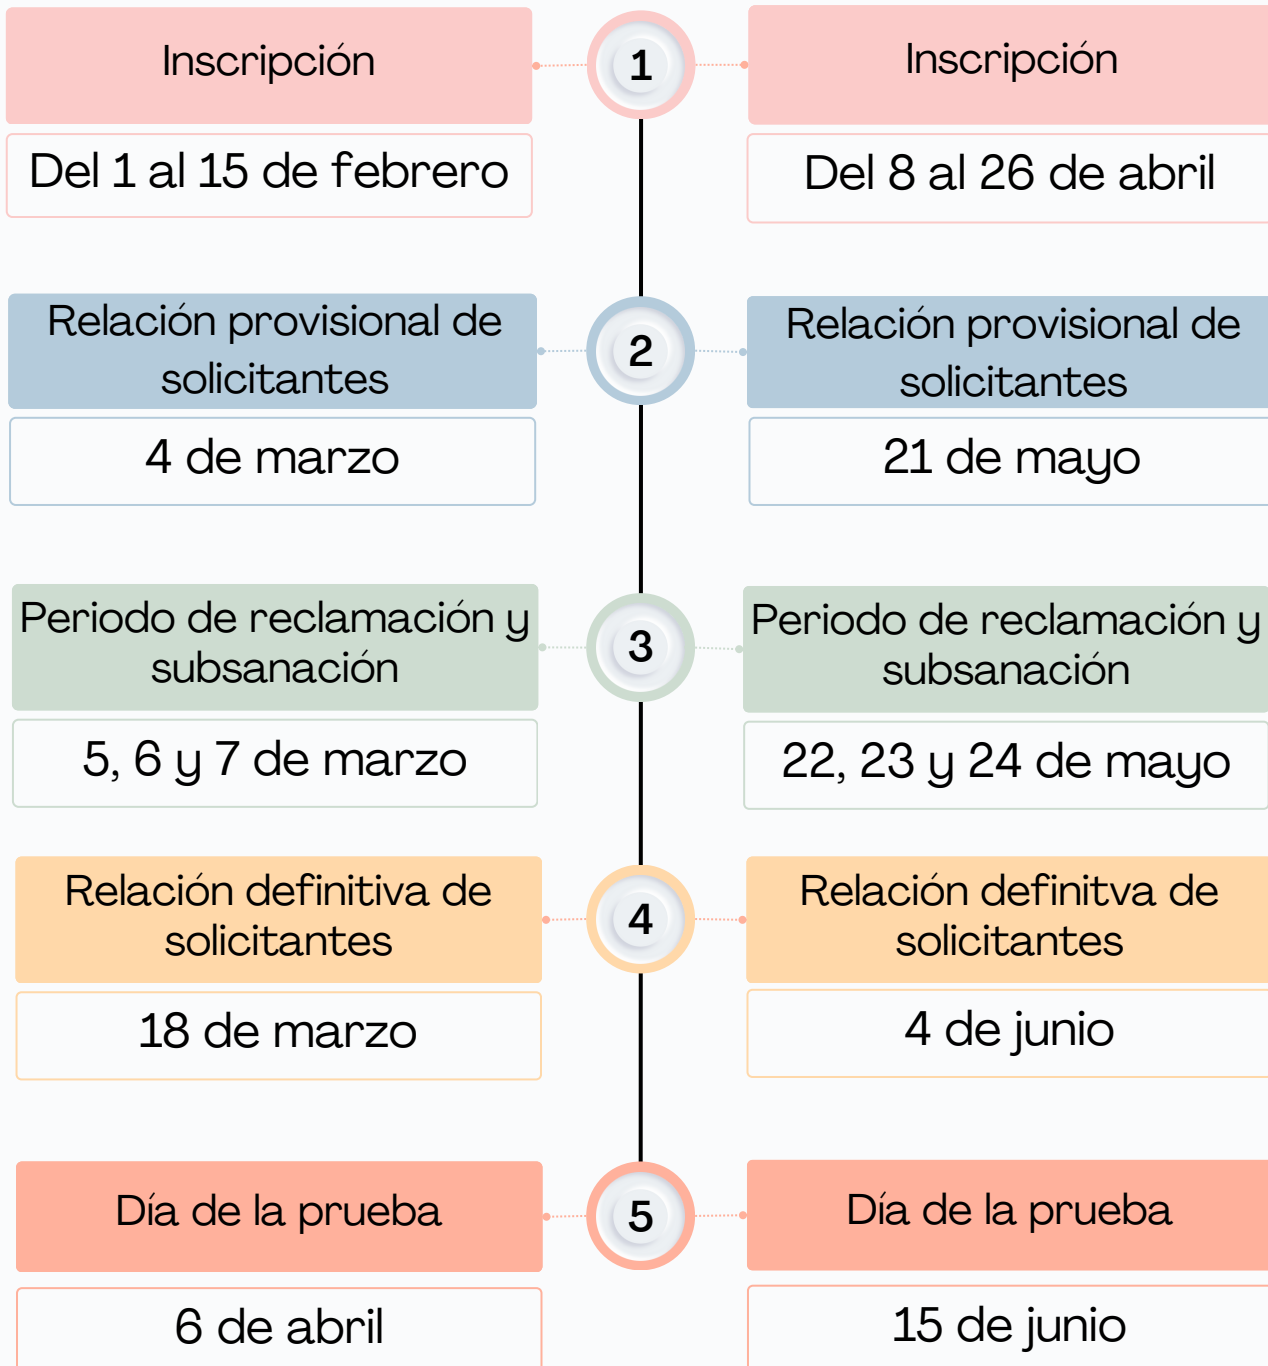 Inscripción
1
Inscripción
Del 1 al 15 de febrero
Del 8 al 26 de abril
Relación provisional de
solicitantes
2
Relación provisional de
solicitantes
4 de marzo
21 de mayo
Periodo de reclamación y
subsanación
3
Periodo de reclamación y
subsanación
5, 6 y 7 de marzo
22, 23 y 24 de mayo
Relación definitiva de
solicitantes
4
Relación definitva de
solicitantes
18 de marzo
4 de junio
Día de la prueba
5
Día de la prueba
6 de abril
15 de junio